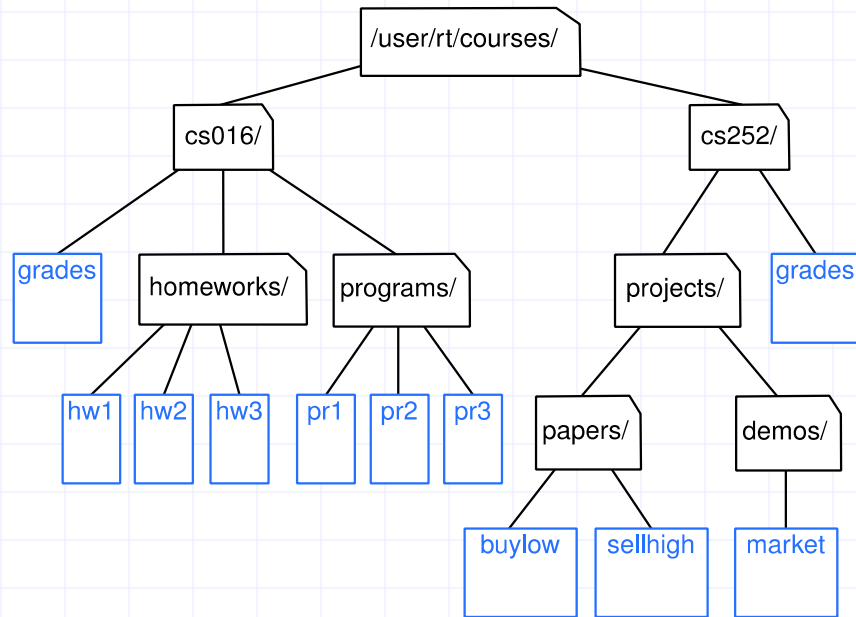 /user/rt/courses/
cs016/
cs252/
grades
homeworks/
programs/
projects/
grades
hw1
hw2
hw3
pr1
pr2
pr3
papers/
demos/
buylow
sellhigh
market